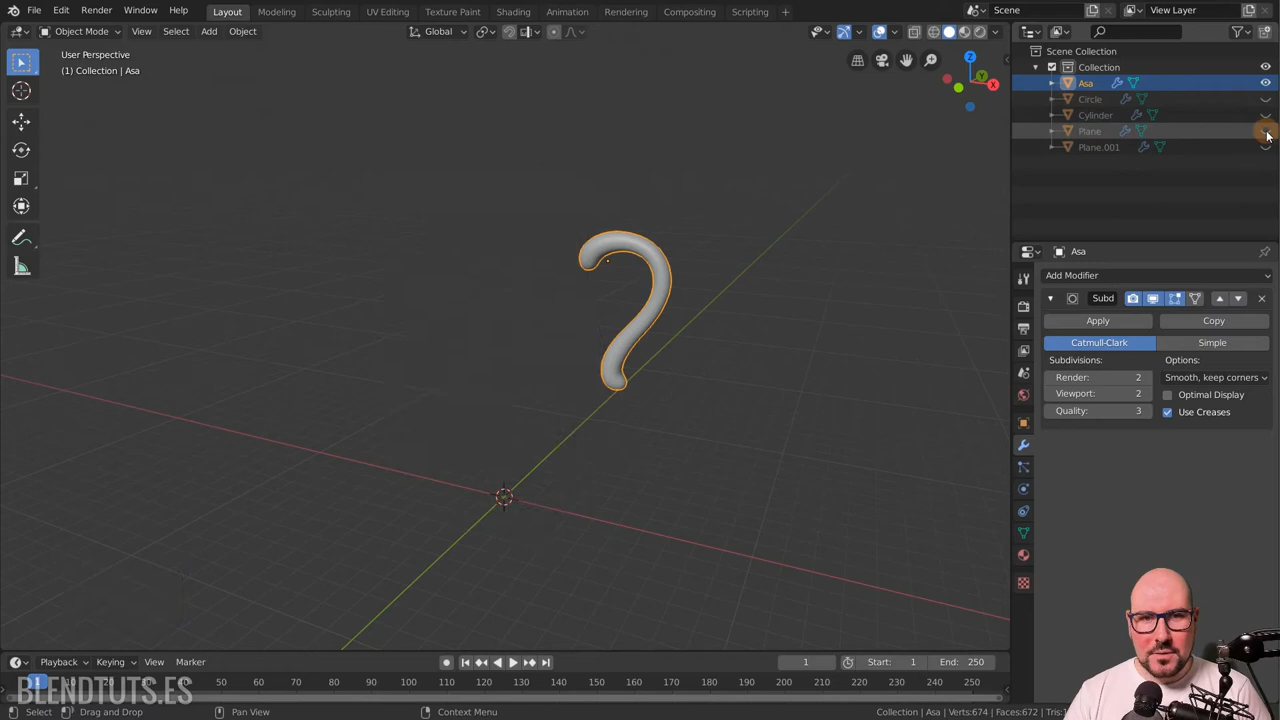 File Edit Render Window Help Layout Modeling Sculpting UV Editing Texture Paint Shading Animation Rendering Compositing Scripting + Scene View Layer
Object Mode View Select Add Object Global
User Perspective
(1) Collection | Asa
Z
Y
X
Scene Collection
Collection
Asa
Circle
Cylinder
Plane
Plane.001
Asa
Add Modifier
Subd
Apply Copy
Catmull-Clark Simple
Subdivisions: Options:
Render: 2 Smooth, keep corners
Viewport: 2 Optimal Display
Quality: 3 Use Creases
Playback Keying View Marker 1 Start: 1 End: 250
1 10 20 30 40 50 60 70 80 90 100 110 120 130 140 150 160 170 180 190 200 210 220 230 240 250
BLENDTUTS.ES
Select Drag and Drop Pan View Context Menu Collection | Asa | Verts:674 | Faces:672 |